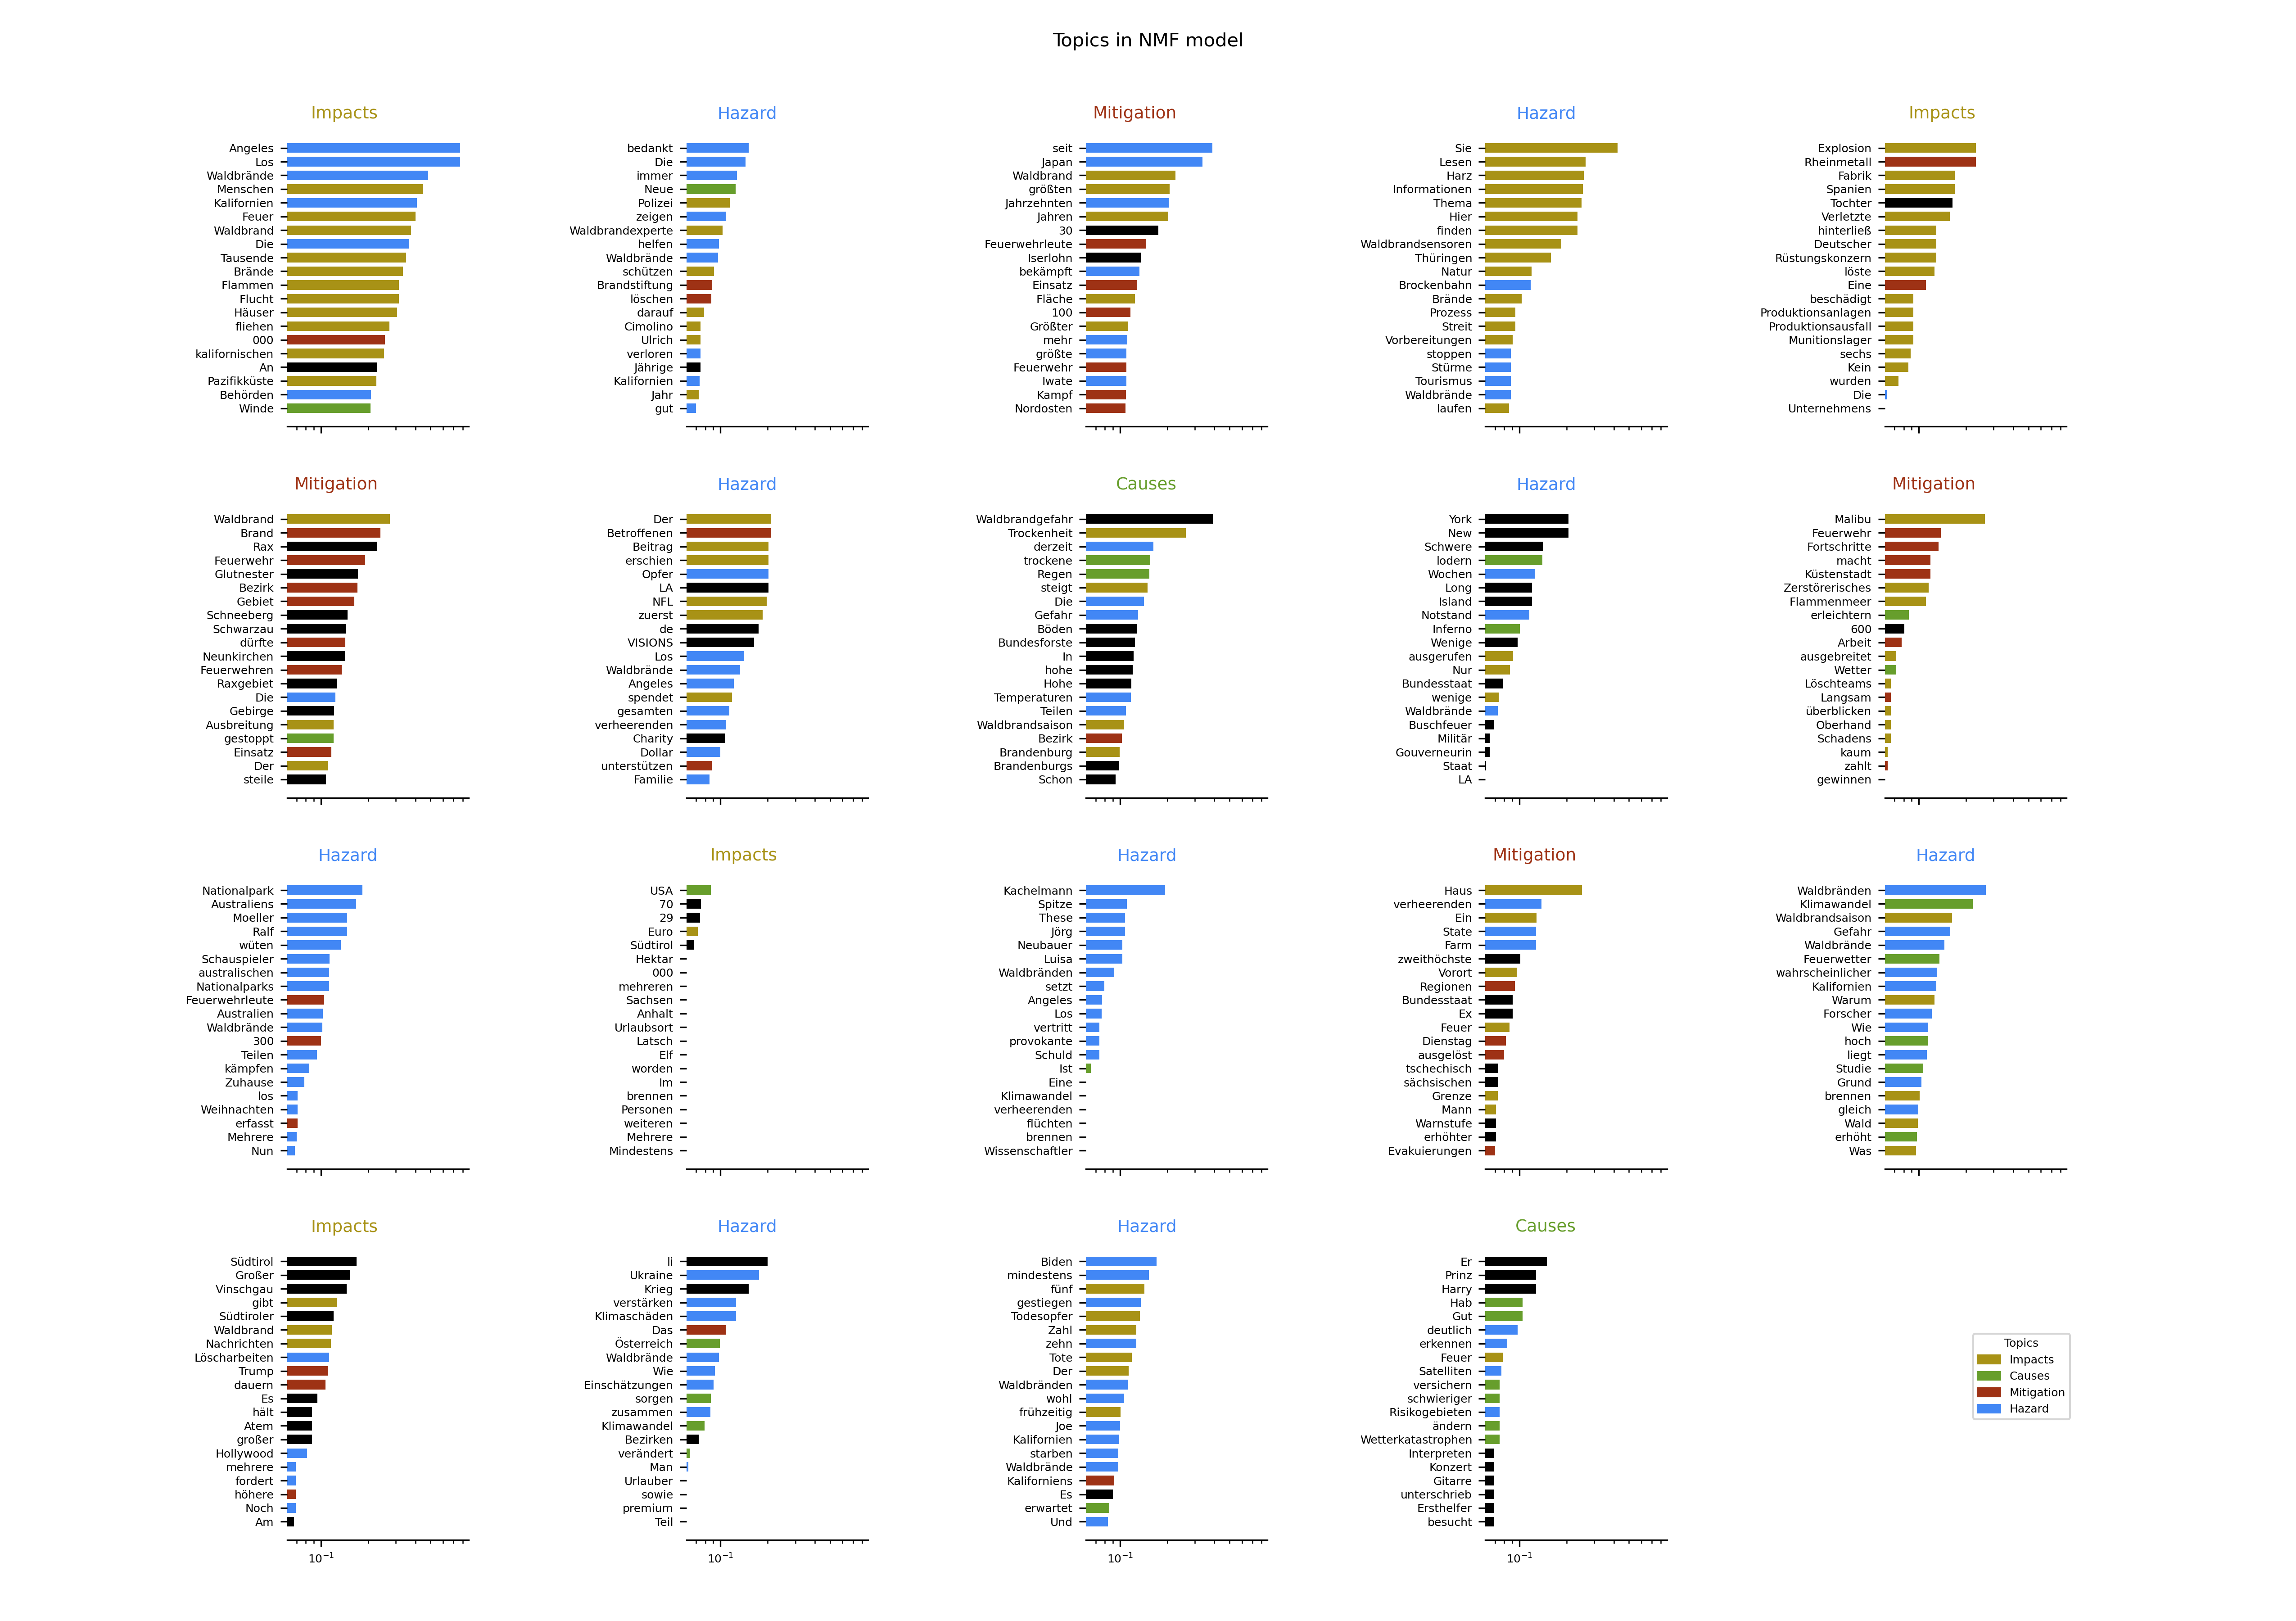 Topics in NMF model
Impacts
Angeles
Los
Waldbrände
Menschen
Kalifornien
Feuer
Waldbrand
Die
Tausende
Brände
Flammen
Flucht
Häuser
fliehen
000
kalifornischen
An
Pazifikküste
Behörden
Winde
Hazard
bedankt
Die
immer
Neue
Polizei
zeigen
Waldbrandexperte
helfen
Waldbrände
schützen
Brandstiftung
löschen
darauf
Cimolino
Ulrich
verloren
Jährige
Kalifornien
Jahr
gut
Mitigation
seit
Japan
Waldbrand
größten
Jahrzehnten
Jahren
30
Feuerwehrleute
Iserlohn
bekämpft
Einsatz
Fläche
100
Größter
mehr
größte
Feuerwehr
Iwate
Kampf
Nordosten
Hazard
Sie
Lesen
Harz
Informationen
Thema
Hier
finden
Waldbrandsensoren
Thüringen
Natur
Brockenbahn
Brände
Prozess
Streit
Vorbereitungen
stoppen
Stürme
Tourismus
Waldbrände
laufen
Impacts
Explosion
Rheinmetall
Fabrik
Spanien
Tochter
Verletzte
hinterließ
Deutscher
Rüstungskonzern
löste
Eine
beschädigt
Produktionsanlagen
Produktionsausfall
Munitionslager
sechs
Kein
wurden
Die
Unternehmens
Mitigation
Waldbrand
Brand
Rax
Feuerwehr
Glutnester
Bezirk
Gebiet
Schneeberg
Schwarzau
dürfte
Neunkirchen
Feuerwehren
Raxgebiet
Die
Gebirge
Ausbreitung
gestoppt
Einsatz
Der
steile
Hazard
Der
Betroffenen
Beitrag
erschien
Opfer
LA
NFL
zuerst
de
VISIONS
Los
Waldbrände
Angeles
spendet
gesamten
verheerenden
Charity
Dollar
unterstützen
Familie
Causes
Waldbrandgefahr
Trockenheit
derzeit
trockene
Regen
steigt
Die
Gefahr
Böden
Bundesforste
In
hohe
Hohe
Temperaturen
Teilen
Waldbrandsaison
Bezirk
Brandenburg
Brandenburgs
Schon
Hazard
York
New
Schwere
lodern
Wochen
Long
Island
Notstand
Inferno
Wenige
ausgerufen
Nur
Bundesstaat
wenige
Waldbrände
Buschfeuer
Militär
Gouverneurin
Staat
LA
Mitigation
Malibu
Feuerwehr
Fortschritte
macht
Küstenstadt
Zerstörerisches
Flammenmeer
erleichtern
600
Arbeit
ausgebreitet
Wetter
Löschteams
Langsam
überblicken
Oberhand
Schadens
kaum
zahlt
gewinnen
Hazard
Nationalpark
Australiens
Moeller
Ralf
wüten
Schauspieler
australischen
Nationalparks
Feuerwehrleute
Australien
Waldbrände
300
Teilen
kämpfen
Zuhause
los
Weihnachten
erfasst
Mehrere
Nun
Impacts
USA
70
29
Euro
Südtirol
Hektar
000
mehreren
Sachsen
Anhalt
Urlaubsort
Latsch
Elf
worden
Im
brennen
Personen
weiteren
Mehrere
Mindestens
Hazard
Kachelmann
Spitze
These
Jörg
Neubauer
Luisa
Waldbränden
setzt
Angeles
Los
vertritt
provokante
Schuld
Ist
Eine
Klimawandel
verheerenden
flüchten
brennen
Wissenschaftler
Mitigation
Haus
verheerenden
Ein
State
Farm
zweithöchste
Vorort
Regionen
Bundesstaat
Ex
Feuer
Dienstag
ausgelöst
tschechisch
sächsischen
Grenze
Mann
Warnstufe
erhöhter
Evakuierungen
Hazard
Waldbränden
Klimawandel
Waldbrandsaison
Gefahr
Waldbrände
Feuerwetter
wahrscheinlicher
Kalifornien
Warum
Forscher
Wie
hoch
liegt
Studie
Grund
brennen
gleich
Wald
erhöht
Was
Impacts
Südtirol
Großer
Vinschgau
gibt
Südtiroler
Waldbrand
Nachrichten
Löscharbeiten
Trump
dauern
Es
hält
Atem
großer
Hollywood
mehrere
fordert
höhere
Noch
Am
10⁻¹
Hazard
li
Ukraine
Krieg
verstärken
Klimaschäden
Das
Österreich
Waldbrände
Wie
Einschätzungen
sorgen
zusammen
Klimawandel
Bezirken
verändert
Man
Urlauber
sowie
premium
Teil
10⁻¹
Hazard
Biden
mindestens
fünf
gestiegen
Todesopfer
Zahl
zehn
Tote
Der
Waldbränden
wohl
frühzeitig
Joe
Kalifornien
starben
Waldbrände
Kaliforniens
Es
erwartet
Und
10⁻¹
Causes
Er
Prinz
Harry
Hab
Gut
deutlich
erkennen
Feuer
Satelliten
versichern
schwieriger
Risikogebieten
ändern
Wetterkatastrophen
Interpreten
Konzert
Gitarre
unterschrieb
Ersthelfer
besucht
10⁻¹
Topics
Impacts
Causes
Mitigation
Hazard